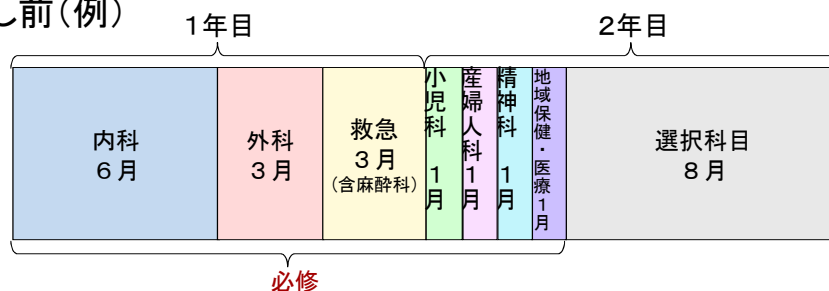 し前(例)
1年目
2年目
内科
6月
外科
3月
救急
3月
(含麻酔科)
小児科 1月
産婦人科1月
精神科 1月
地域保健・医療1月
選択科目
8月
必修